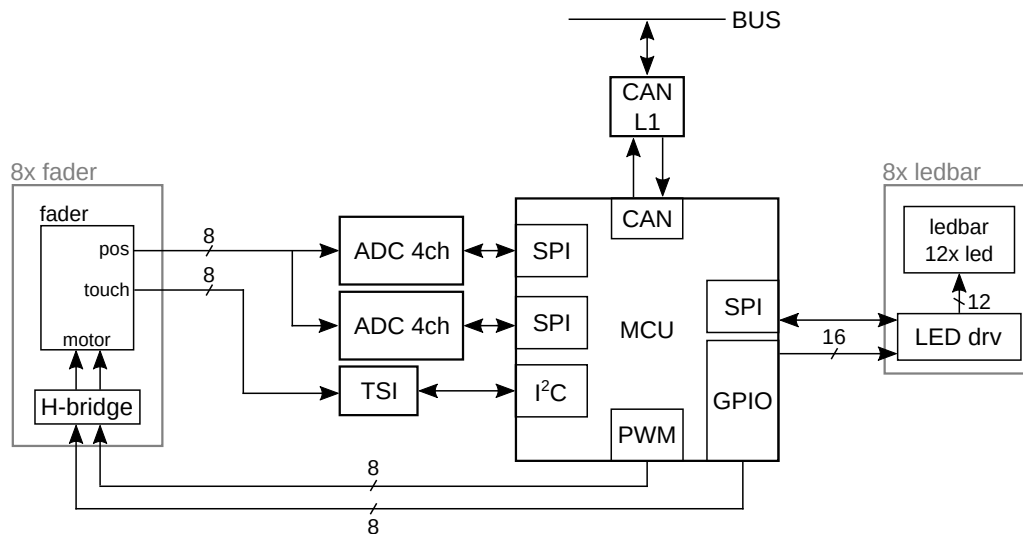 BUS
CAN
L1
8x fader
8x ledbar
fader
CAN
ledbar
12x led
pos
8
ADC 4ch
SPI
touch
8
SPI
12
ADC 4ch
SPI
MCU
16
LED drv
motor
TSI
I²C
GPIO
H-bridge
PWM
8
8